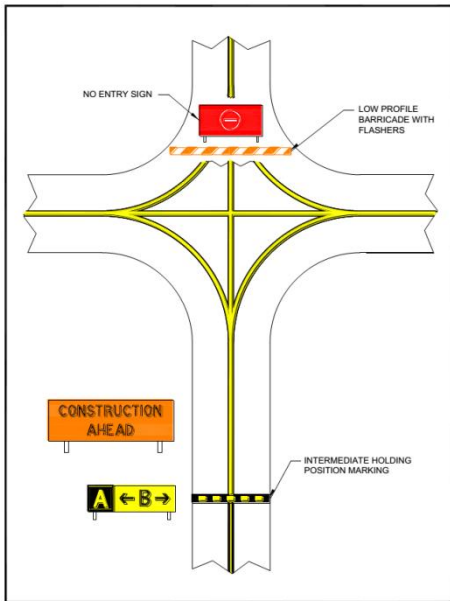 NO ENTRY SIGN
LOW PROFILE
BARRICADE WITH
FLASHERS
CONSTRUCTION
AHEAD
INTERMEDIATE HOLDING
POSITION MARKING
A ←B→